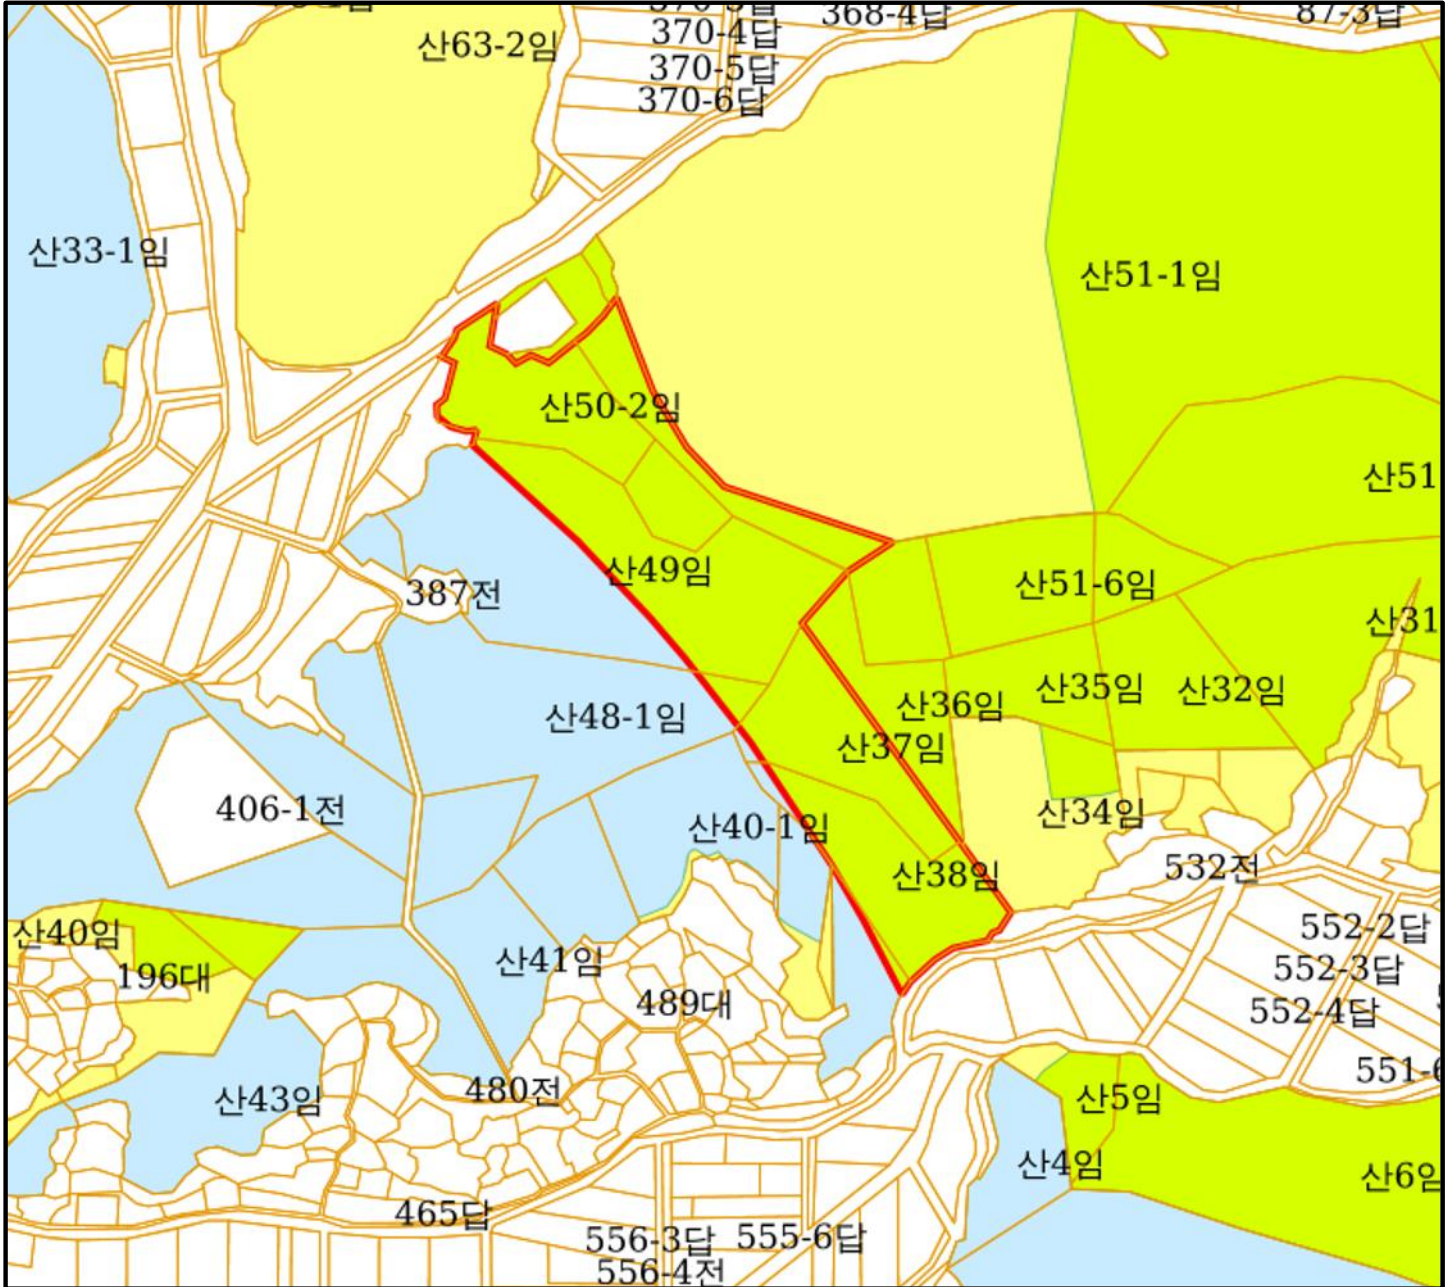 산63-2임
368-4답
87-3답
370-4답
370-5답
370-6답
산33-1임
산51-1임
산50-2임
산51
산49임
산51-6임
387전
산31
산36임
산35임
산32임
산48-1임
산37임
406-1전
산40-1임
산34임
산38임
532전
산40임
552-2답
산41임
196대
552-3답
489대
552-4답
551-6
480전
산43임
산5임
산4임
산6임
465답
556-3답
555-6답
556-4전